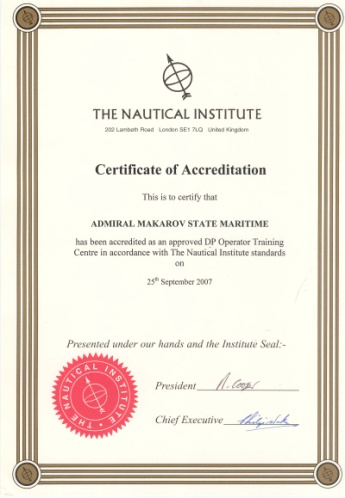 THE NAUTICAL INSTITUTE
202 Lambeth Road London SE1 7LQ United Kingdom
Certificate of Accreditation
This is to certify that
ADMIRAL MAKAROV STATE MARITIME
has been accredited as an approved DP Operator Training
Centre in accordance with The Nautical Institute standards
on
25th September 2007
Presented under our hands and the Institute Seal:-
THE NAUTICAL INSTITUTE
President
Chief Executive